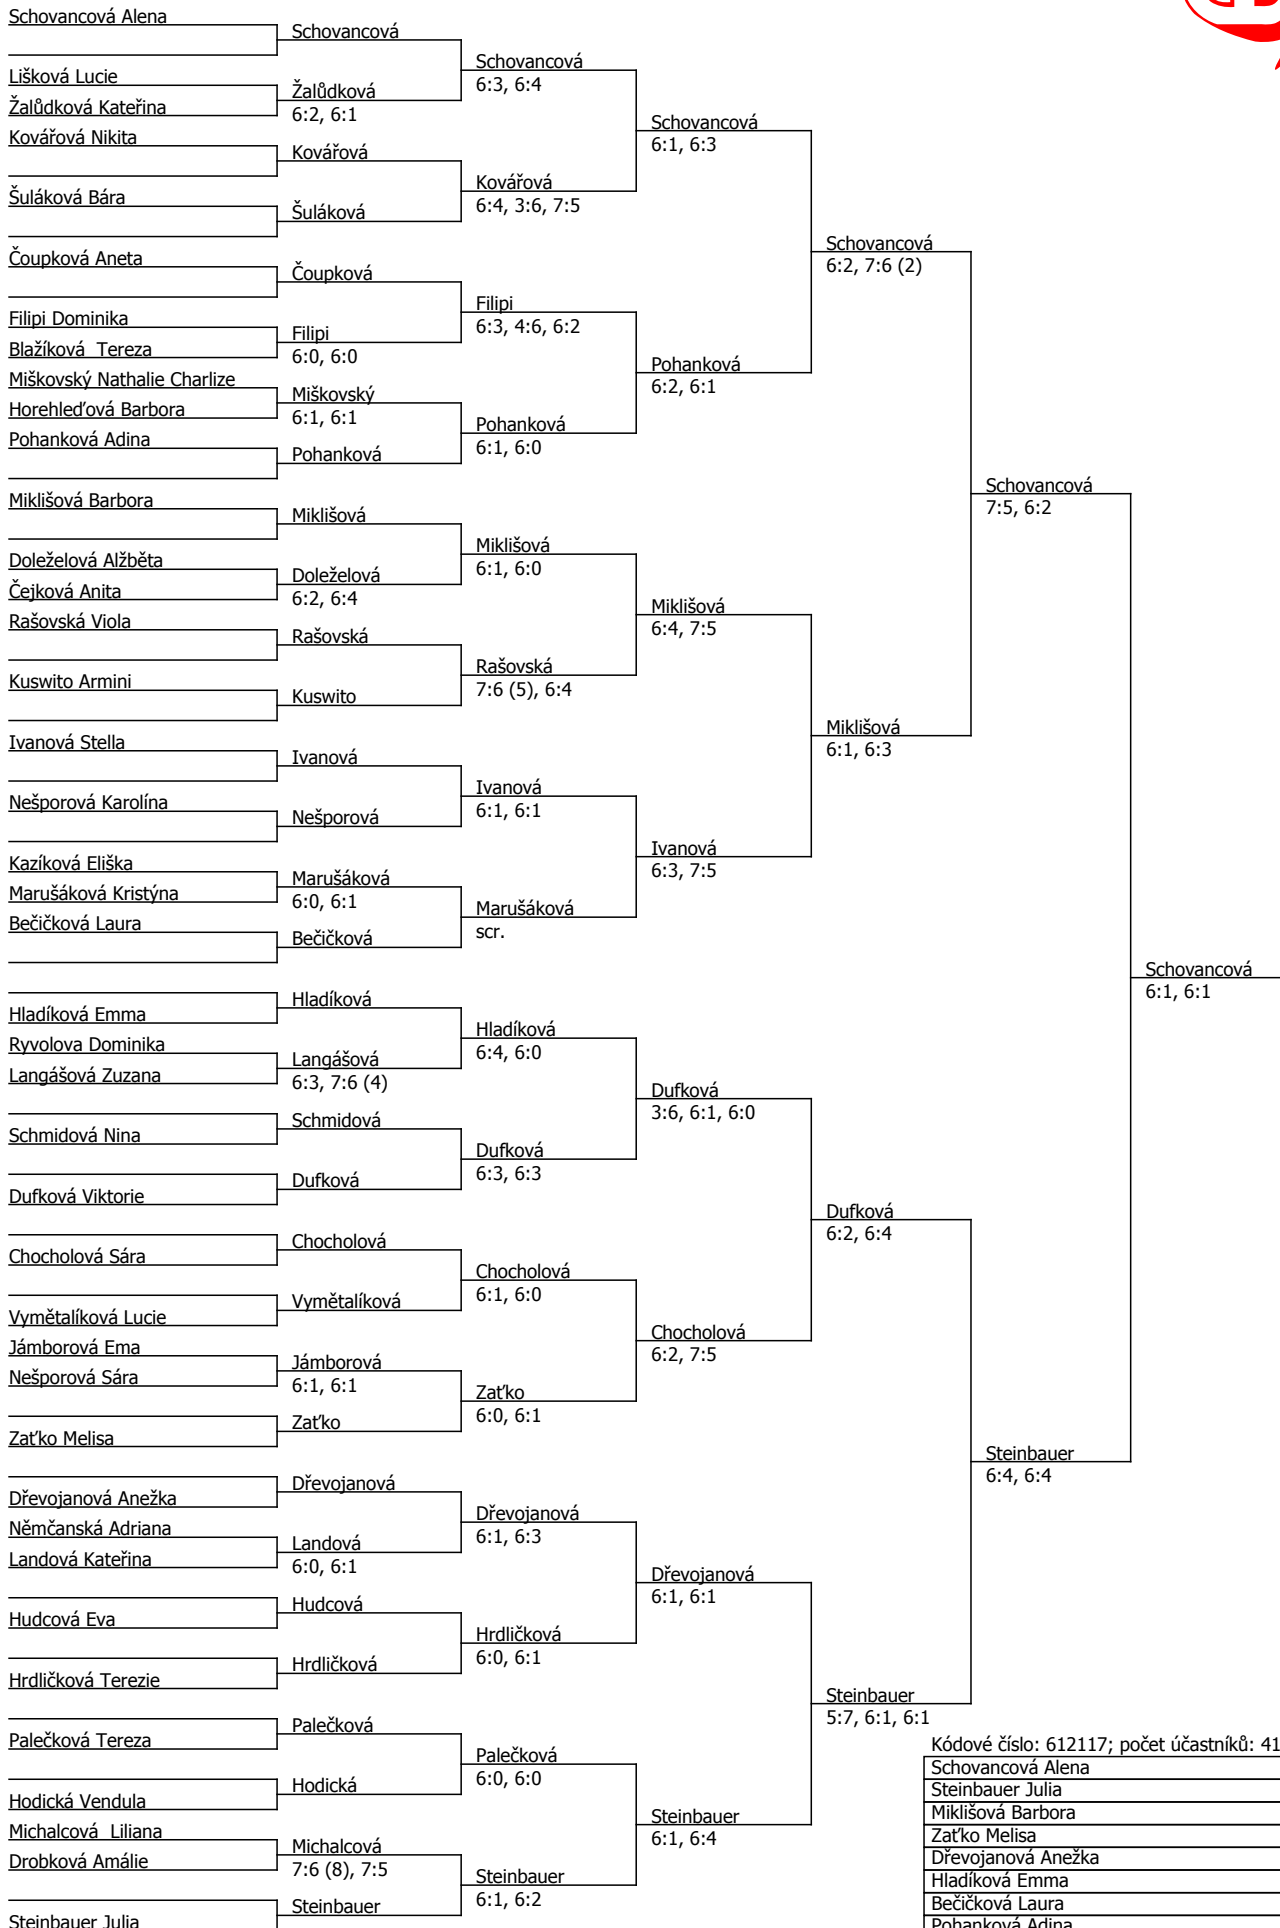 Schovancová Alena
Lišková Lucie
Žalůdková Kateřina
Kovářová Nikita
Šuláková Bára
Čoupková Aneta
Filipi Dominika
Blažíková  Tereza
Miškovský Nathalie Charlize
Horehleďová Barbora
Pohanková Adina
Miklišová Barbora
Doleželová Alžběta
Čejková Anita
Rašovská Viola
Kuswito Armini
Ivanová Stella
Nešporová Karolína
Kazíková Eliška
Marušáková Kristýna
Bečičková Laura
Hladíková Emma
Ryvolova Dominika
Langášová Zuzana
Schmidová Nina
Dufková Viktorie
Chocholová Sára
Vymětalíková Lucie
Jámborová Ema
Nešporová Sára
Zaťko Melisa
Dřevojanová Anežka
Němčanská Adriana
Landová Kateřina
Hudcová Eva
Hrdličková Terezie
Palečková Tereza
Hodická Vendula
Michalcová  Liliana
Drobková Amálie
Steinbauer Julia
Schovancová
Žalůdková
6:2, 6:1
Kovářová
Šuláková
Čoupková
Filipi
6:0, 6:0
Miškovský
6:1, 6:1
Pohanková
Miklišová
Doleželová
6:2, 6:4
Rašovská
Kuswito
Ivanová
Nešporová
Marušáková
6:0, 6:1
Bečičková
Hladíková
Langášová
6:3, 7:6 (4)
Schmidová
Dufková
Chocholová
Vymětalíková
Jámborová
6:1, 6:1
Zaťko
Dřevojanová
Landová
6:0, 6:1
Hudcová
Hrdličková
Palečková
Hodická
Michalcová
7:6 (8), 7:5
Steinbauer
Schovancová
6:3, 6:4
Kovářová
6:4, 3:6, 7:5
Filipi
6:3, 4:6, 6:2
Pohanková
6:1, 6:0
Miklišová
6:1, 6:0
Rašovská
7:6 (5), 6:4
Ivanová
6:1, 6:1
Marušáková
scr.
Hladíková
6:4, 6:0
Dufková
6:3, 6:3
Chocholová
6:1, 6:0
Zaťko
6:0, 6:1
Dřevojanová
6:1, 6:3
Hrdličková
6:0, 6:1
Palečková
6:0, 6:0
Steinbauer
6:1, 6:2
Schovancová
6:1, 6:3
Pohanková
6:2, 6:1
Miklišová
6:4, 7:5
Ivanová
6:3, 7:5
Dufková
3:6, 6:1, 6:0
Chocholová
6:2, 7:5
Dřevojanová
6:1, 6:1
Steinbauer
6:1, 6:4
Schovancová
6:2, 7:6 (2)
Miklišová
6:1, 6:3
Dufková
6:2, 6:4
Steinbauer
5:7, 6:1, 6:1
Schovancová
7:5, 6:2
Steinbauer
6:4, 6:4
Schovancová
6:1, 6:1
Kódové číslo: 612117; počet účastníků: 41
Schovancová Alena
Steinbauer Julia
Miklišová Barbora
Zaťko Melisa
Dřevojanová Anežka
Hladíková Emma
Bečičková Laura
Pohanková Adina